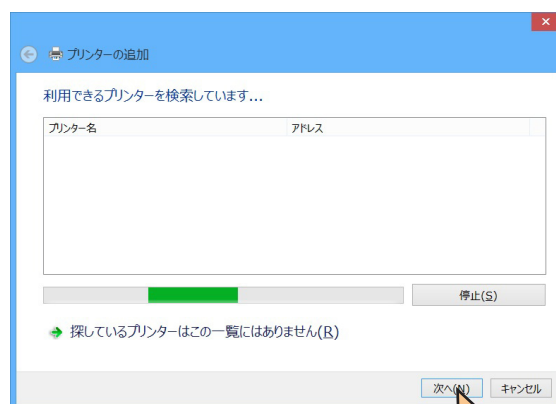 プリンターの追加
利用できるプリンターを検索しています...
プリンター名 アドレス
停止(S)
探しているプリンターはこの一覧にはありません(R)
次へ(N) キャンセル